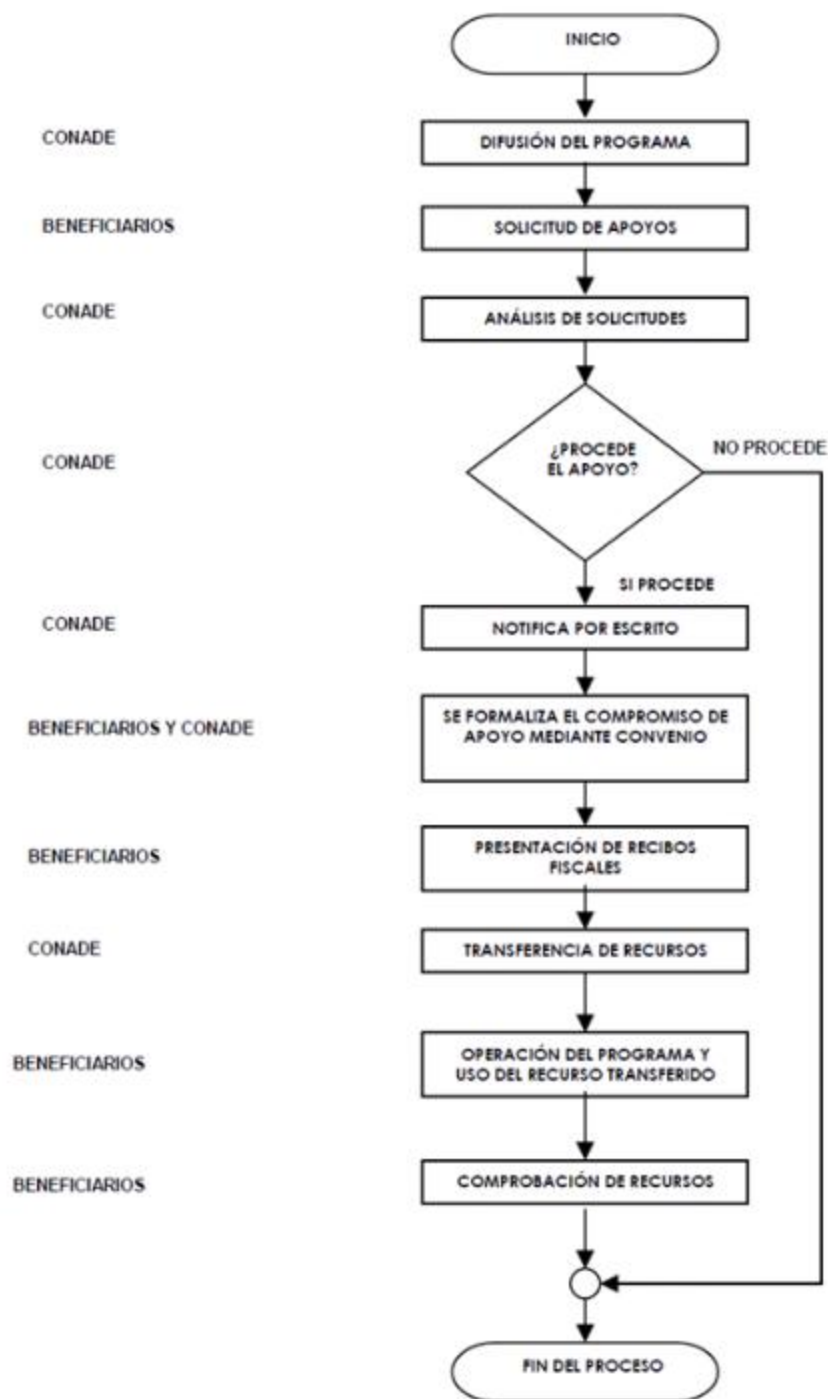 INICIO
CONADE
DIFUSIÓN DEL PROGRAMA
BENEFICIARIOS
SOLICITUD DE APOYOS
CONADE
ANÁLISIS DE SOLICITUDES
CONADE
¿PROCEDE
EL APOYO?
NO PROCEDE
SI PROCEDE
CONADE
NOTIFICA POR ESCRITO
BENEFICIARIOS Y CONADE
SE FORMALIZA EL COMPROMISO DE
APOYO MEDIANTE CONVENIO
BENEFICIARIOS
PRESENTACIÓN DE RECIBOS
FISCALES
CONADE
TRANSFERENCIA DE RECURSOS
BENEFICIARIOS
OPERACIÓN DEL PROGRAMA Y
USO DEL RECURSO TRANSFERIDO
BENEFICIARIOS
COMPROBACIÓN DE RECURSOS
FIN DEL PROCESO